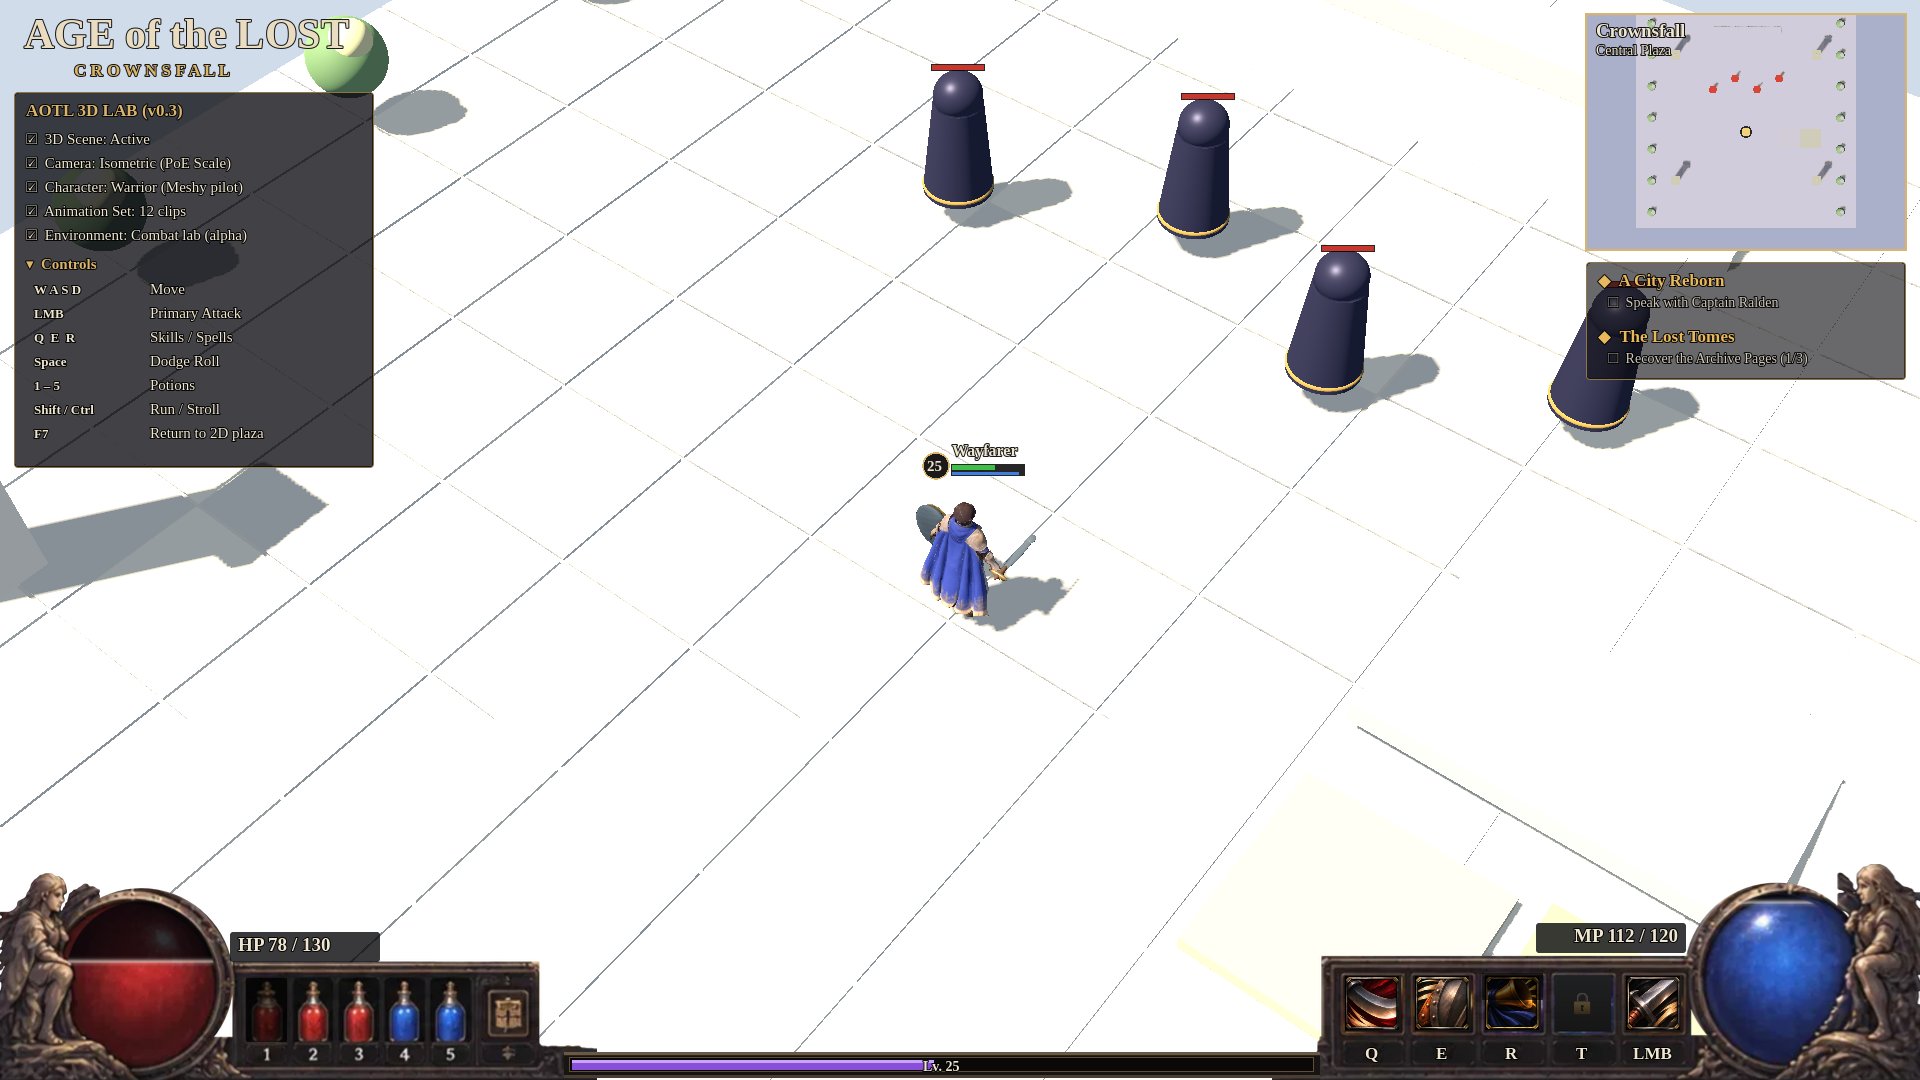 AGE of the LOST
CROWNSFALL
AOTL 3D LAB (v0.3)
☑ 3D Scene: Active
☑ Camera: Isometric (PoE Scale)
☑ Character: Warrior (Meshy pilot)
☑ Animation Set: 12 clips
☑ Environment: Combat lab (alpha)
▼ Controls
W A S D Move
LMB Primary Attack
Q E R Skills / Spells
Space Dodge Roll
1 – 5 Potions
Shift / Ctrl Run / Stroll
F7 Return to 2D plaza
Crownsfall
Central Plaza
◆ A City Reborn
☐ Speak with Captain Ralden
◆ The Lost Tomes
☐ Recover the Archive Pages (1/3)
Wayfarer
25
HP 78 / 130
1 2 3 4 5
Lv. 25
MP 112 / 120
Q E R T LMB